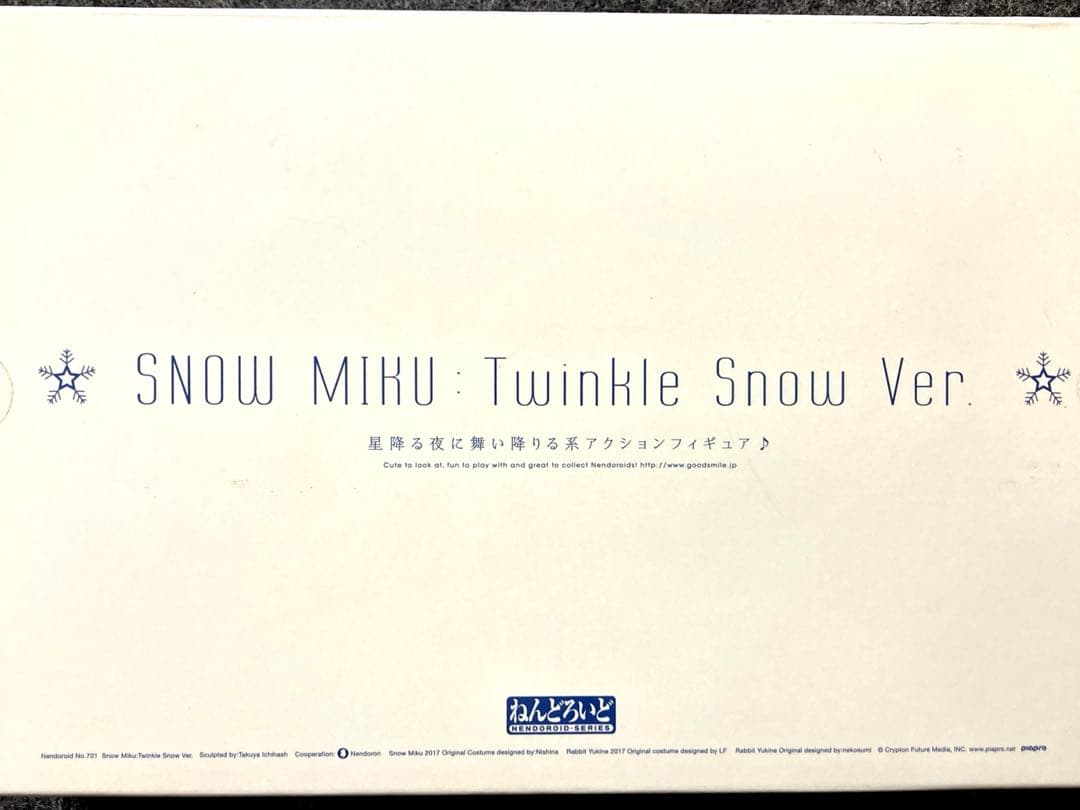 SNOW MIKU: Twinkle Snow Ver.
星降る夜に舞い降りる系アクションフィギュア♪
Cute to look at, fun to play with and great to collect Nendoroids! http://www.goodsmile.jp
ねんどろいど
NENDOROID-SERIES
Nendoroid No.701 Snow Miku:Twinkle Snow Ver. Sculpted by:Takuya Ichihash Cooperation: Nendoron Snow Miku 2017 Original Costume designed by:Nishina Rabbit Yukine 2017 Original costume designed by LF Rabbit Yukine Original designed by:nekosumi © Crypton Future Media, INC. www.piapro.net piapro